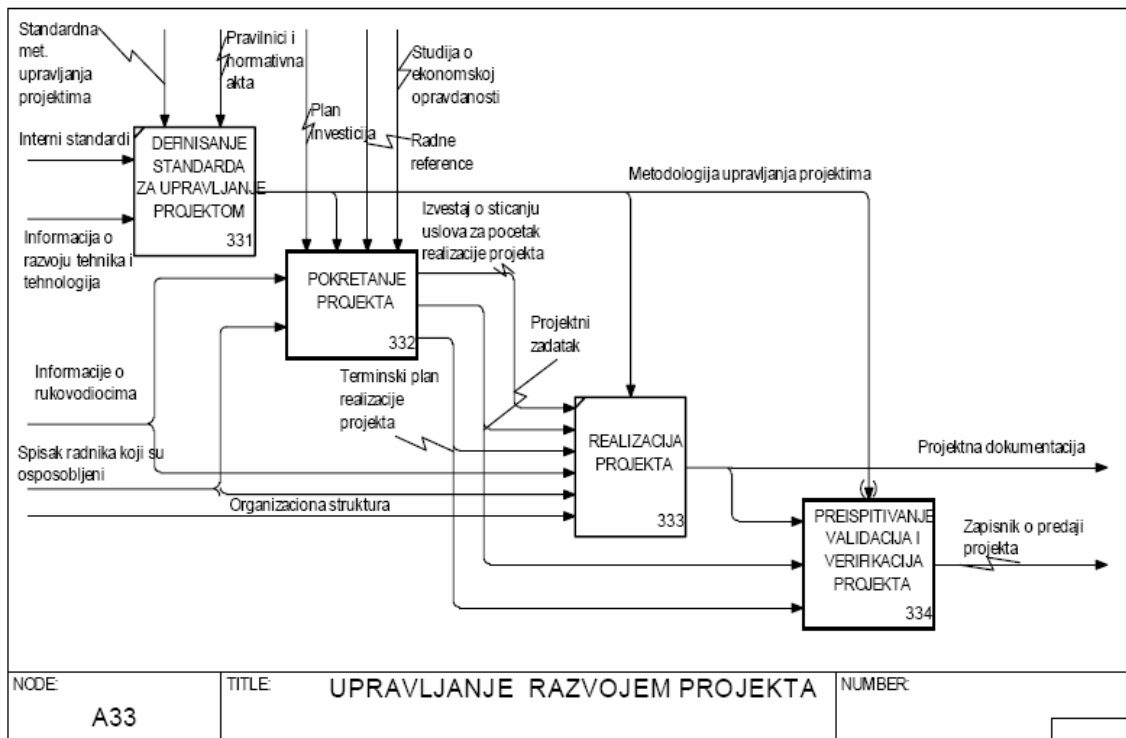 Standardna
met.
upravljanja
projektima
Pravilnici i
normativna
akta
Studija o
ekonomskoj
opravdanosti
Plan
Investicija
Radne
reference
Interni standardi
DEFINISANJE
STANDARDA
ZA UPRAVLJANJE
PROJEKTOM
331
Metodologija upravljanja projektima
Informacija o
razvoju tehnika i
tehnologija
Izvestaj o sticanju
uslova za pocetak
realizacije projekta
POKRETANJE
PROJEKTA
332
Projektni
zadatak
Informacije o
rukovodiocima
Terminski plan
realizacije
projekta
REALIZACIJA
PROJEKTA
333
Spisak radnika koji su
osposobljeni
Organizaciona struktura
Projektna dokumentacija
PREISPITIVANJE
VALIDACIJA I
VERIFIKACIJA
PROJEKTA
334
Zapisnik o predaji
projekta
NODE:
A33
TITLE:
UPRAVLJANJE RAZVOJEM PROJEKTA
NUMBER: